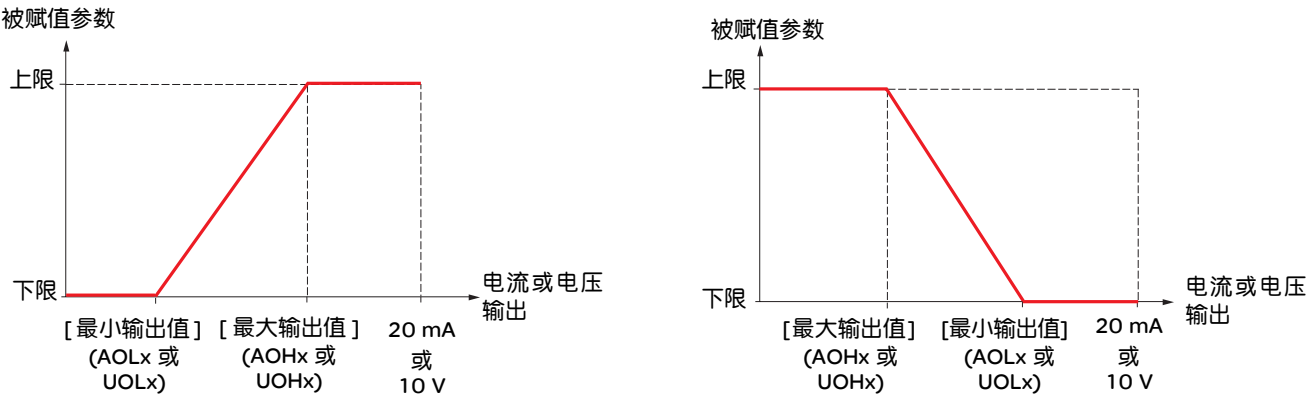 被赋值参数
上限
下限
电流或电压
输出
[ 最小输出值 ]
(AOLx 或
UOLx)
[ 最大输出值 ]
(AOHx 或
UOHx)
20 mA
或
10 V
被赋值参数
上限
下限
电流或电压
输出
[最大输出值]
(AOHx 或
UOHx)
[最小输出值]
(AOLx 或
UOLx)
20 mA
或
10 V